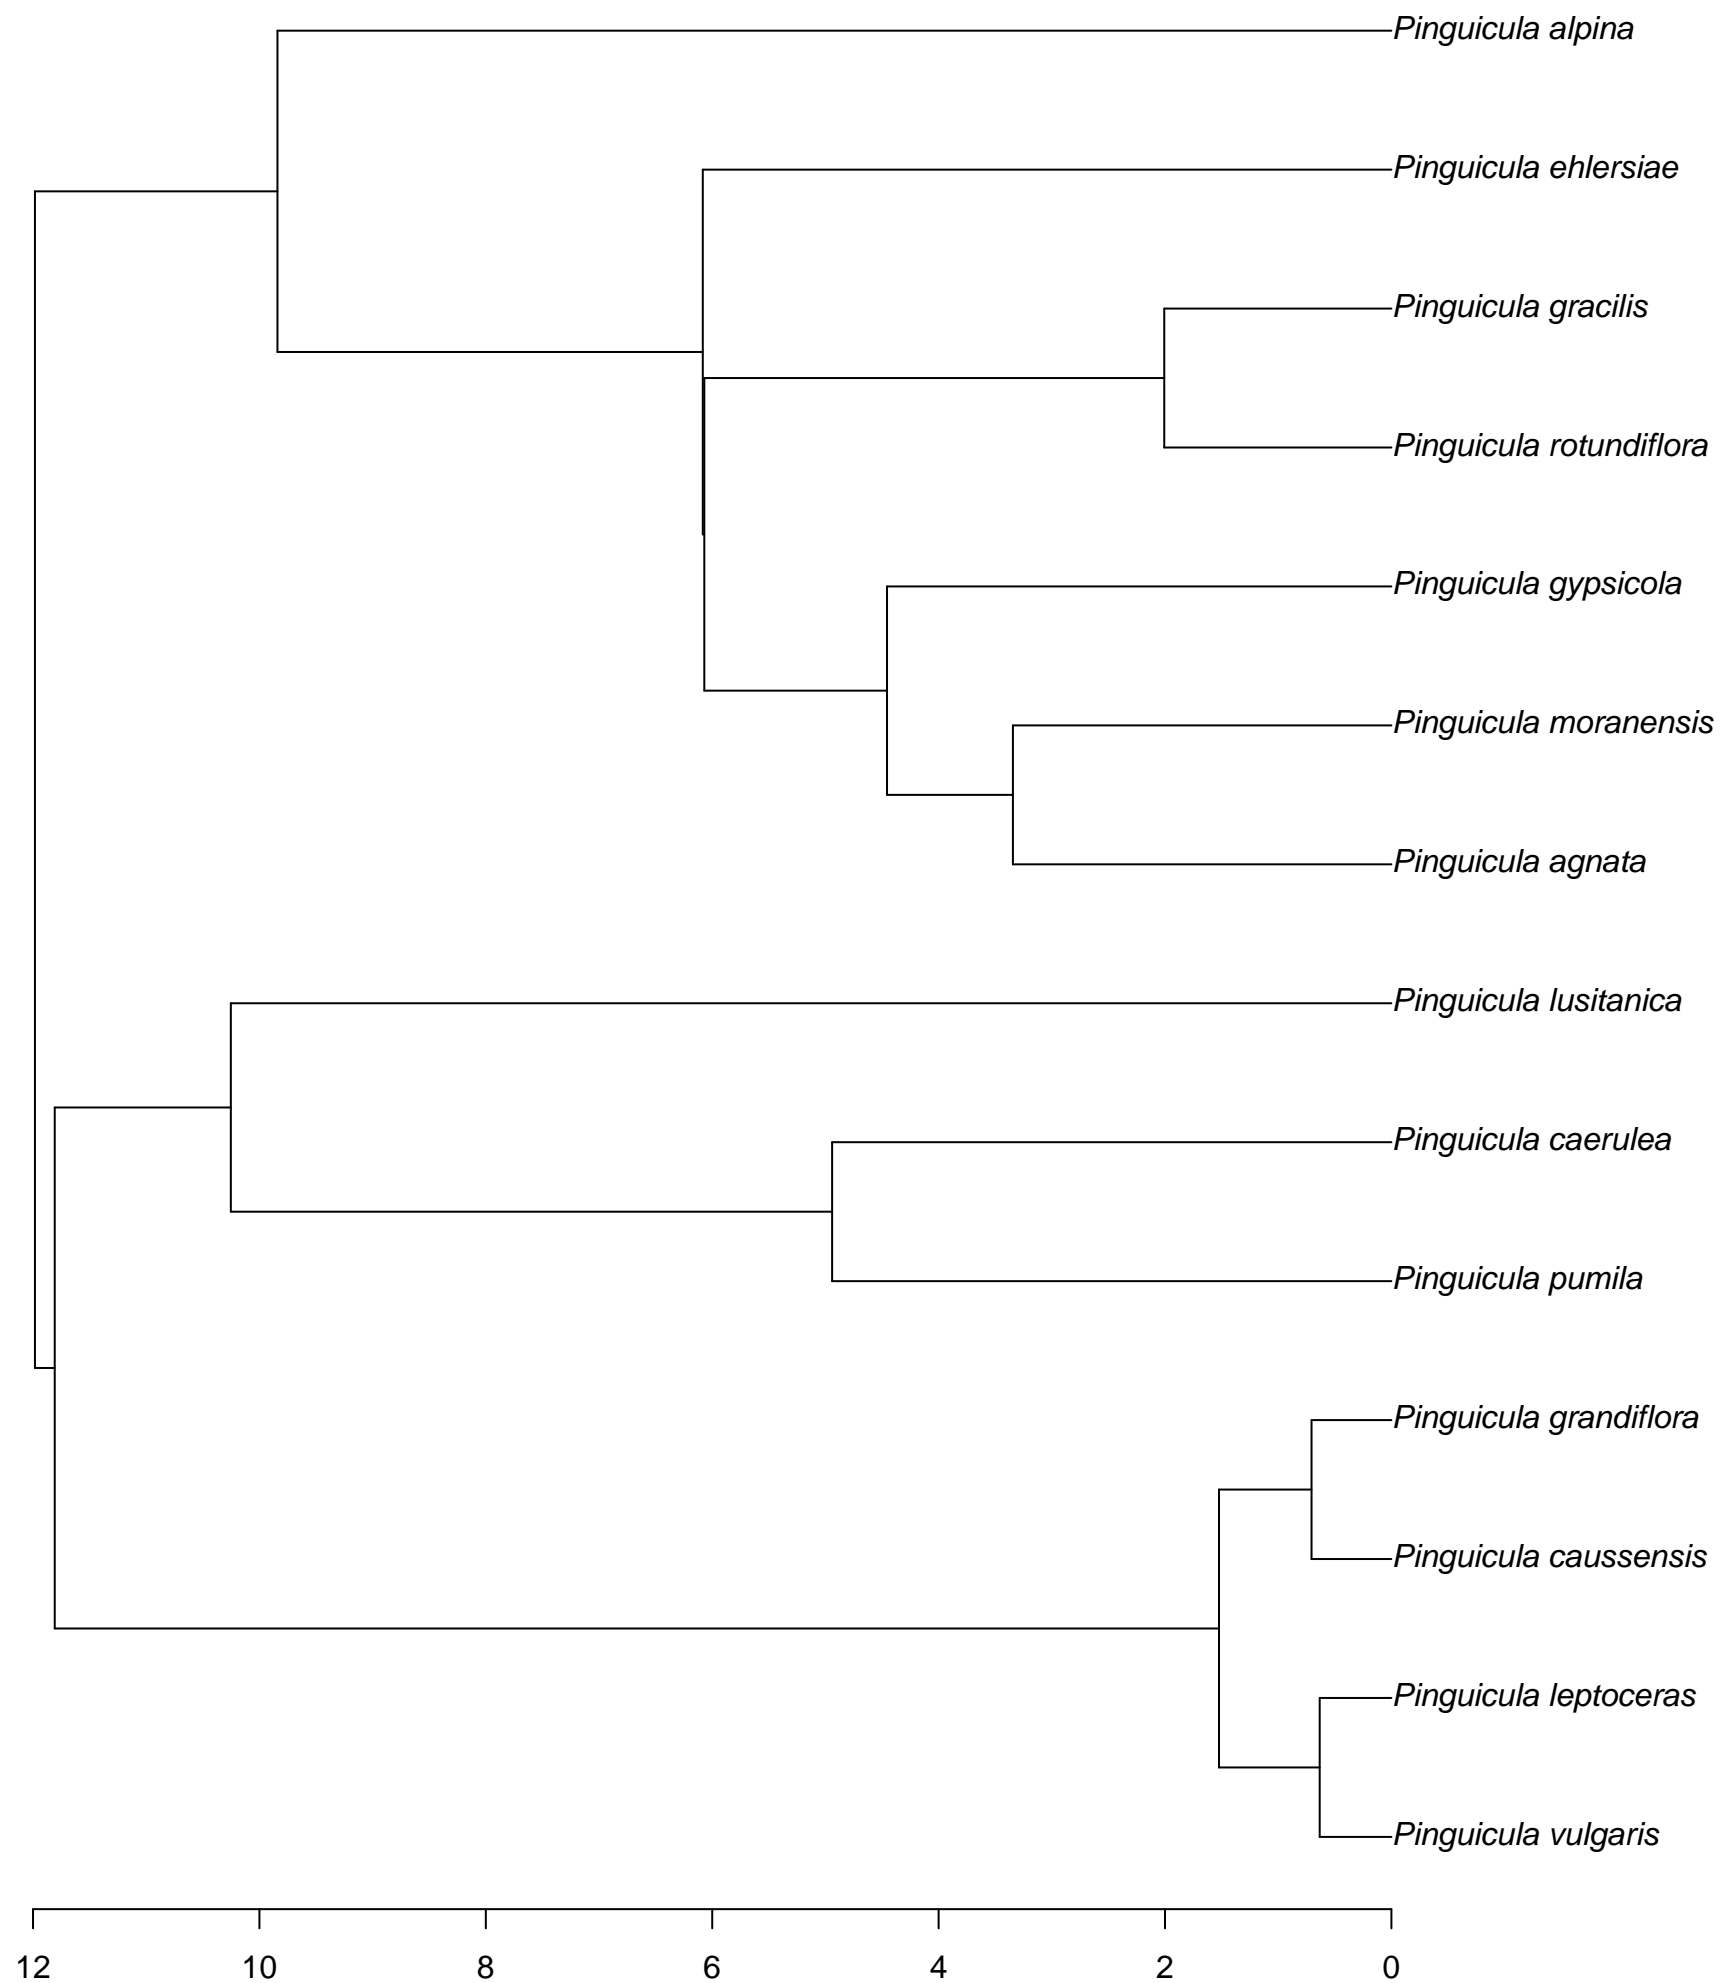 Pinguicula alpina
Pinguicula ehlersiae
Pinguicula gracilis
Pinguicula rotundiflora
Pinguicula gypsicola
Pinguicula moranensis
Pinguicula agnata
Pinguicula lusitanica
Pinguicula caerulea
Pinguicula pumila
Pinguicula grandiflora
Pinguicula caussensis
Pinguicula leptoceras
Pinguicula vulgaris
12 10 8 6 4 2 0